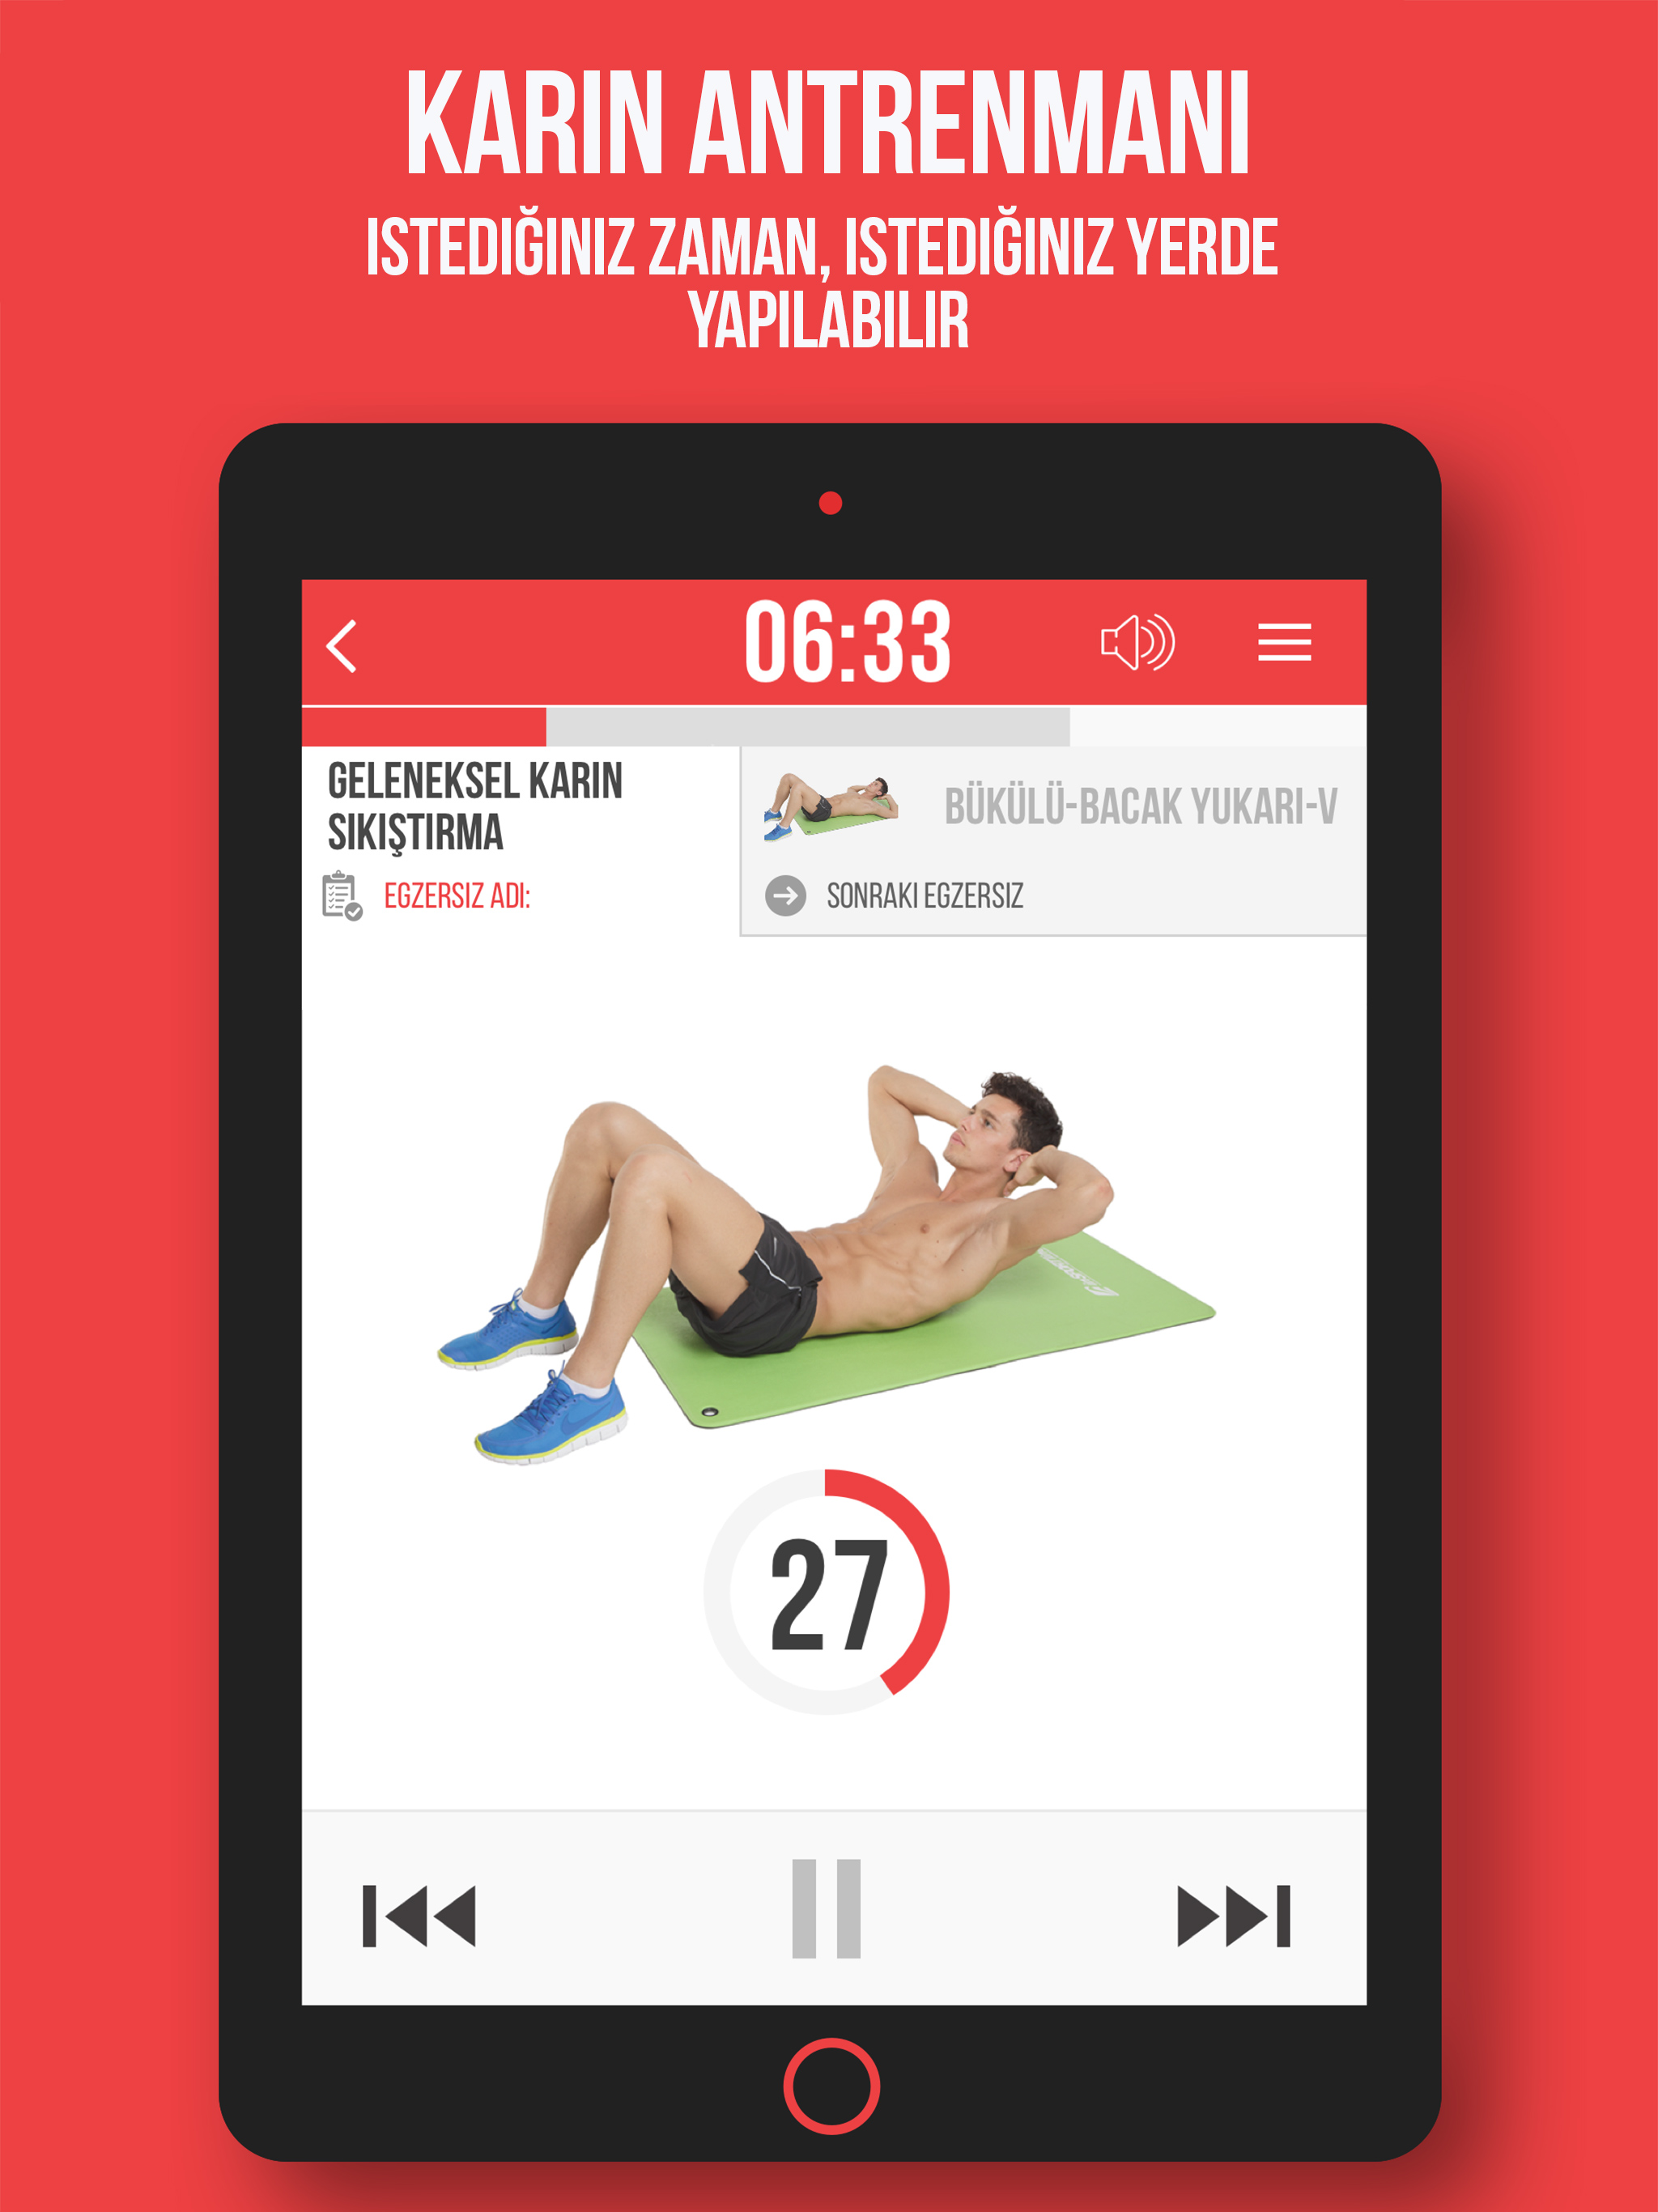 KARIN ANTRENMANI
ISTEDIĞINIZ ZAMAN, ISTEDIĞINIZ YERDE
YAPILABILIR
06:33
GELENEKSEL KARIN
SIKIŞTIRMA
EGZERSIZ ADI:
BÜKÜLÜ-BACAK YUKARI-V
SONRAKI EGZERSIZ
27